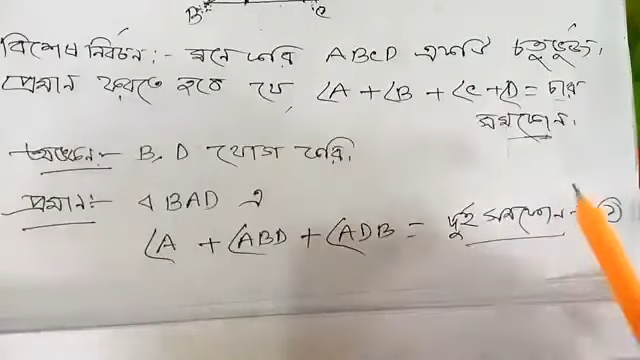 B C
বিশেষ নির্বচন:- মনে করি ABCD একটি চতুর্ভুজ।
প্রমান করতে হবে যে, ∠A + ∠B + ∠C + ∠D = চার
সমকোন।
অঙ্কন:- B, D যোগ করি।
প্রমান:- ∆ BAD এ
∠A + ∠ABD + ∠ADB = দুই সমকোন -